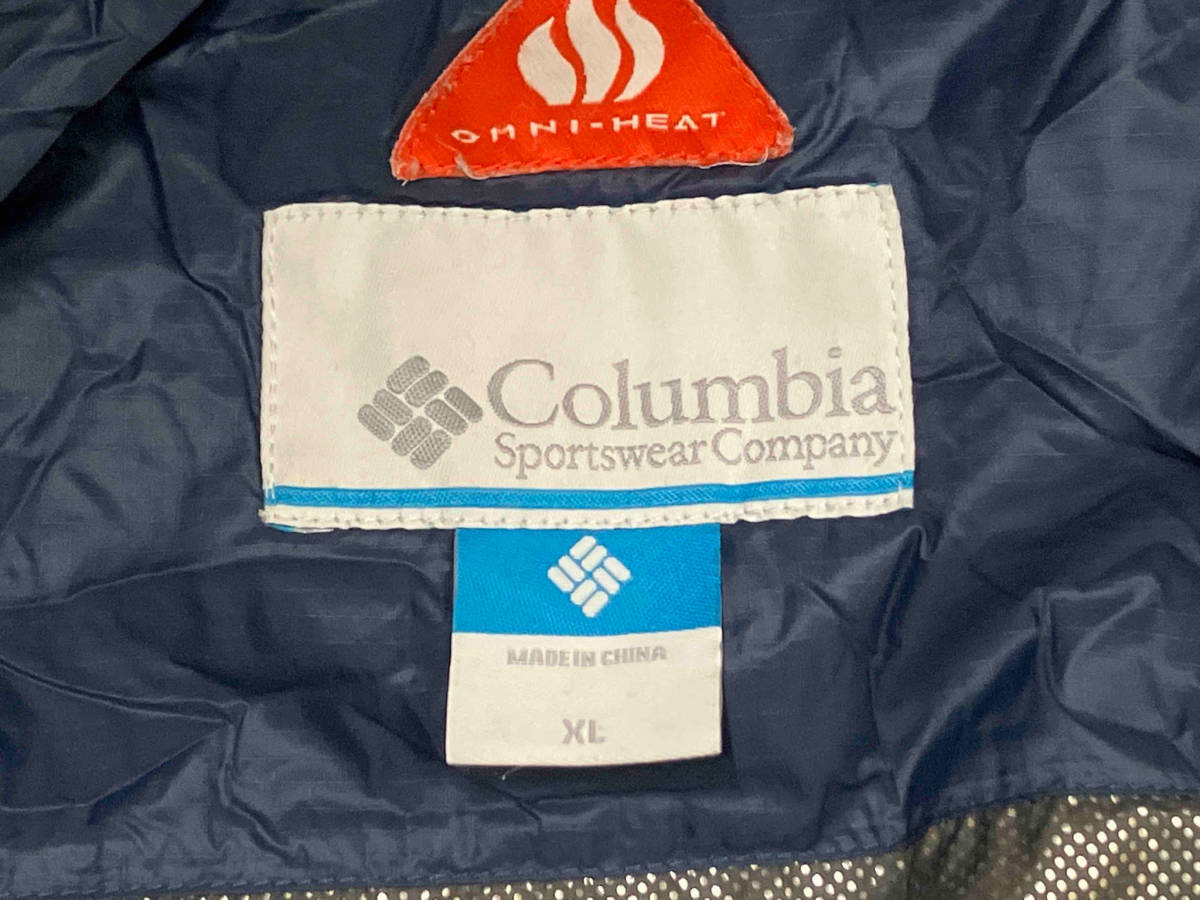 OMNI-HEAT
Columbia
Sportswear Company
MADE IN CHINA
XL